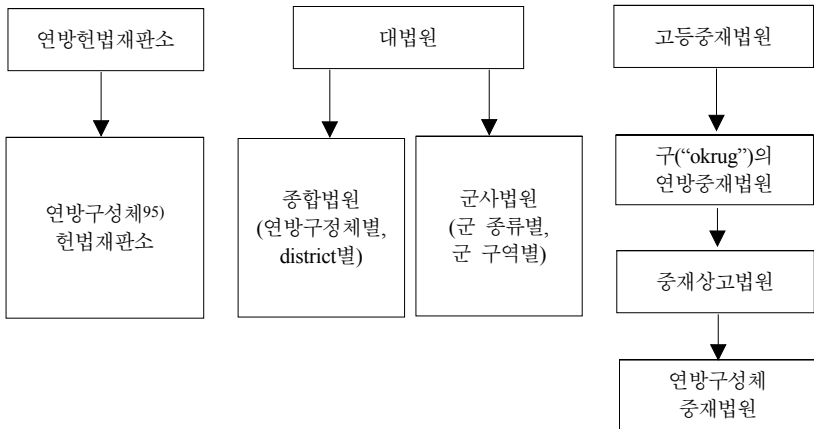 연방헌법재판소
연방구성체95)
헌법재판소
대법원
종합법원
(연방구정체별,
district별)
군사법원
(군 종류별,
군 구역별)
고등중재법원
구(“okrug”)의
연방중재법원
중재상고법원
연방구성체
중재법원